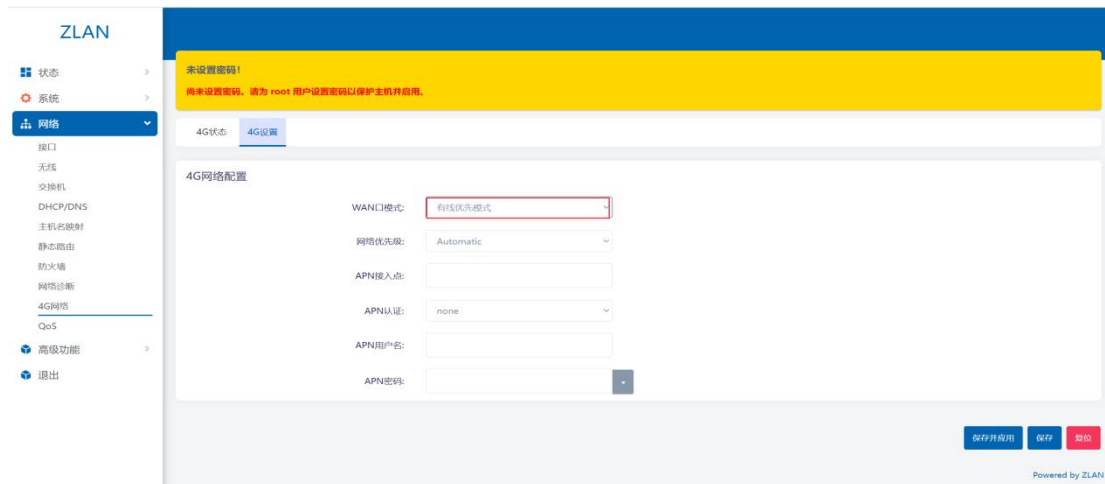 ZLAN
状态
系统
网络
接口
无线
交换机
DHCP/DNS
主机名映射
静态路由
防火墙
网络诊断
4G网络
QoS
高级功能
退出
未设置密码!
尚未设置密码。请为 root 用户设置密码以保护主机并启用。
4G状态 4G设置
4G网络配置
WAN口模式: 有线优先模式
网络优先级: Automatic
APN接入点:
APN认证: none
APN用户名:
APN密码:
保存并应用 保存 复位
Powered by ZLAN